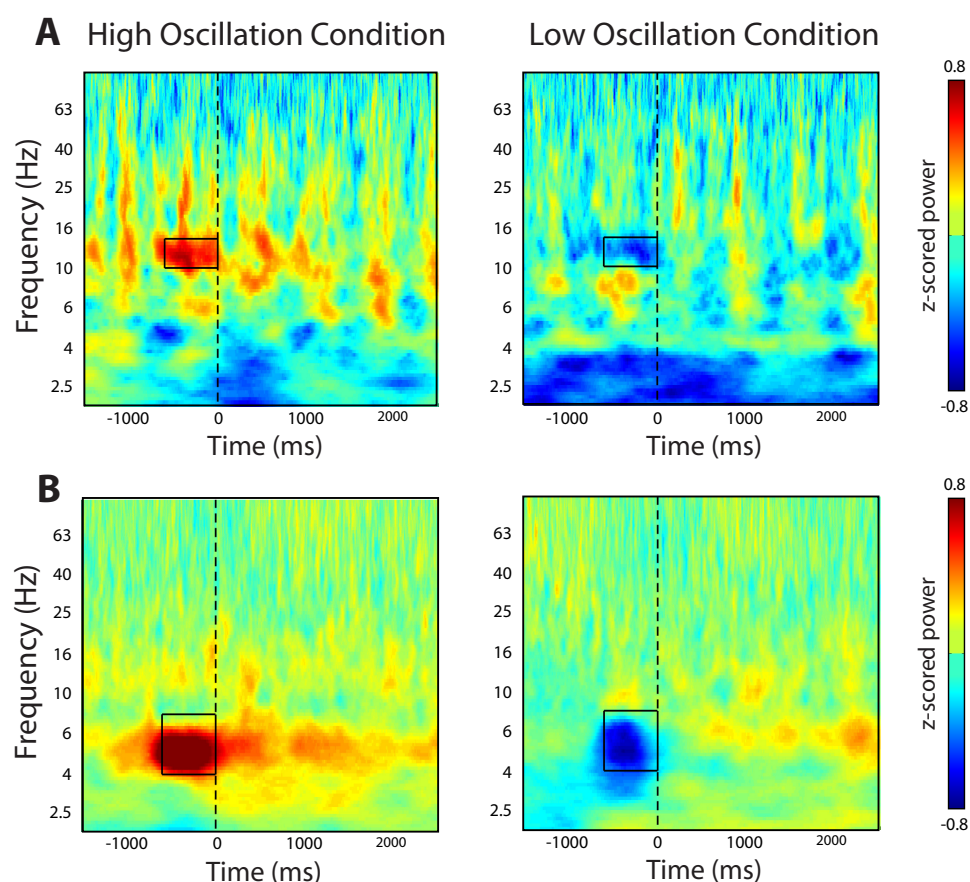 A High Oscillation Condition Low Oscillation Condition
Frequency (Hz)
63
40
25
16
10
6
4
2.5
-1000 0 1000 2000
Time (ms)
63
40
25
16
10
6
4
2.5
-1000 0 1000 2000
Time (ms)
0.8
z-scored power
-0.8
B
Frequency (Hz)
63
40
25
16
10
6
4
2.5
-1000 0 1000 2000
Time (ms)
63
40
25
16
10
6
4
2.5
-1000 0 1000 2000
Time (ms)
0.8
z-scored power
-0.8